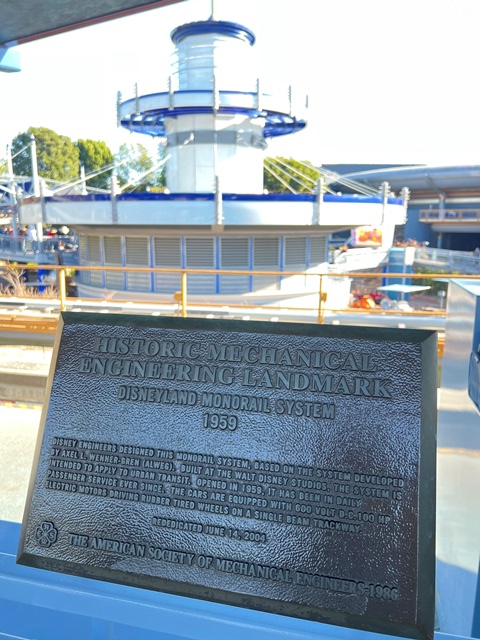 HISTORIC MECHANICAL
ENGINEERING LANDMARK
DISNEYLAND MONORAIL SYSTEM
1959
DISNEY ENGINEERS DESIGNED THIS MONORAIL SYSTEM, BASED ON THE SYSTEM DEVELOPED
BY AXEL L. WENNER-GREN (ALWEG). BUILT AT THE WALT DISNEY STUDIOS, THE SYSTEM IS
INTENDED TO APPLY TO URBAN TRANSIT. OPENED IN 1959, IT HAS BEEN IN DAILY
PASSENGER SERVICE EVER SINCE. THE CARS ARE EQUIPPED WITH 600 VOLT D-C, 100 HP
ELECTRIC MOTORS DRIVING RUBBER TIRED WHEELS ON A SINGLE BEAM TRACKWAY.
REDEDICATED JUNE 14, 2004
THE AMERICAN SOCIETY OF MECHANICAL ENGINEERS-1986